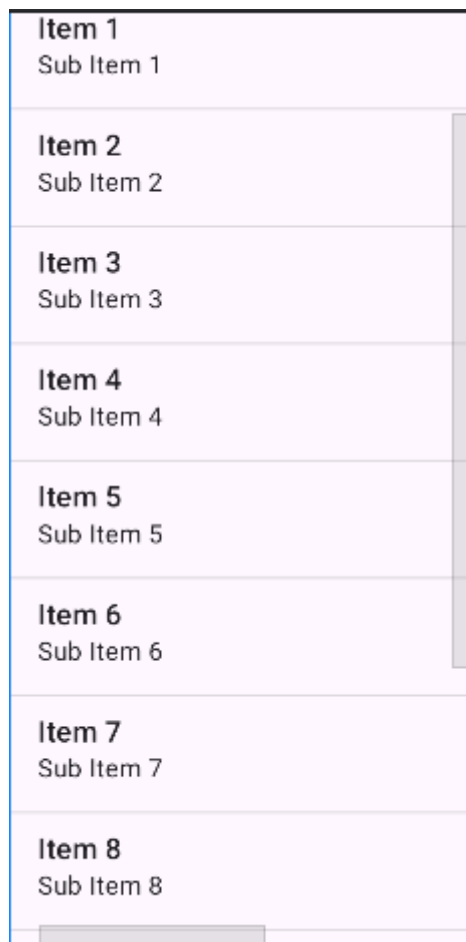 Item 1
Sub Item 1
Item 2
Sub Item 2
Item 3
Sub Item 3
Item 4
Sub Item 4
Item 5
Sub Item 5
Item 6
Sub Item 6
Item 7
Sub Item 7
Item 8
Sub Item 8